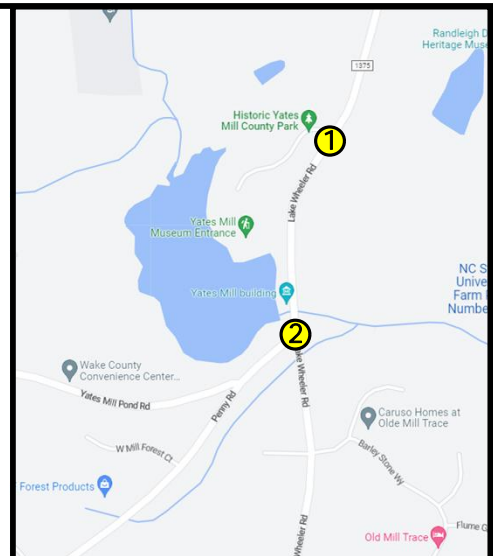 Randleigh D
Heritage Muse
1375
Historic Yates
Mill County Park
1
Lake Wheeler Rd
Yates Mill
Museum Entrance
NC S
Unive
Farm
Numbe
Yates Mill building
2
Lake Wheeler Rd
Wake County
Convenience Center...
Yates Mill Pond Rd
Penny Rd
Caruso Homes at
Olde Mill Trace
W Mill Forest Ct
Barley Stone Wy
Forest Products
Flume G
Old Mill Trace
Wheeler Rd